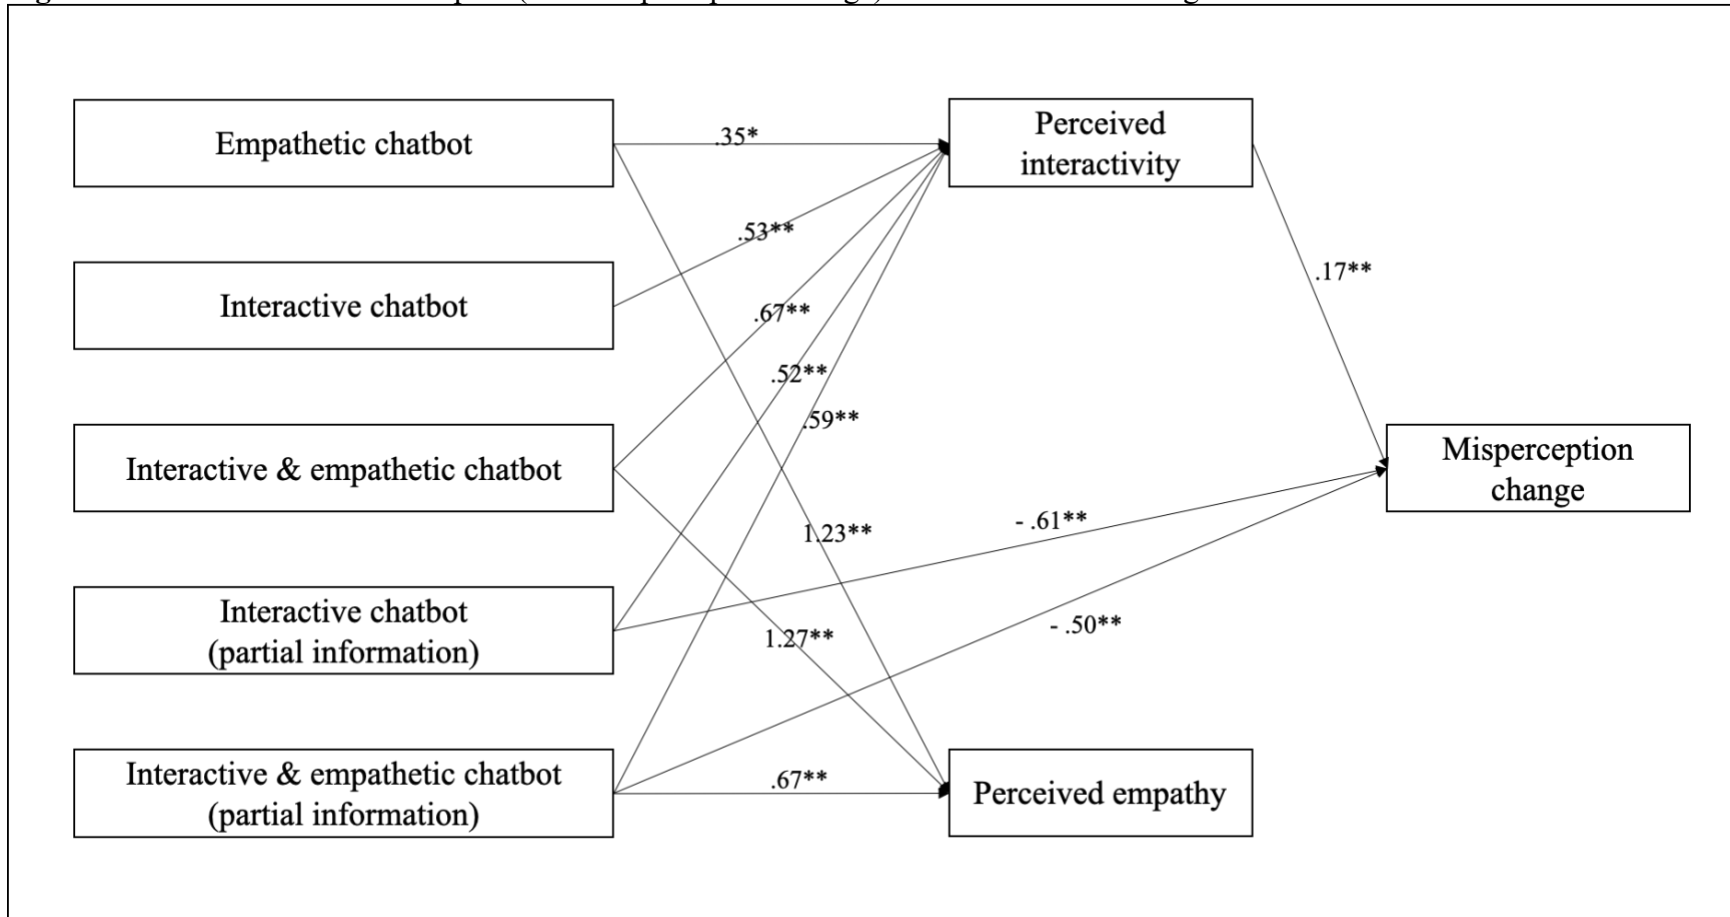 Empathetic chatbot
.35*
Perceived
interactivity
.53**
.17**
Interactive chatbot
.67**
.52**
.59**
Interactive & empathetic chatbot
Misperception
change
1.23**
- .61**
Interactive chatbot
(partial information)
1.27**
- .50**
Interactive & empathetic chatbot
(partial information)
.67**
Perceived empathy